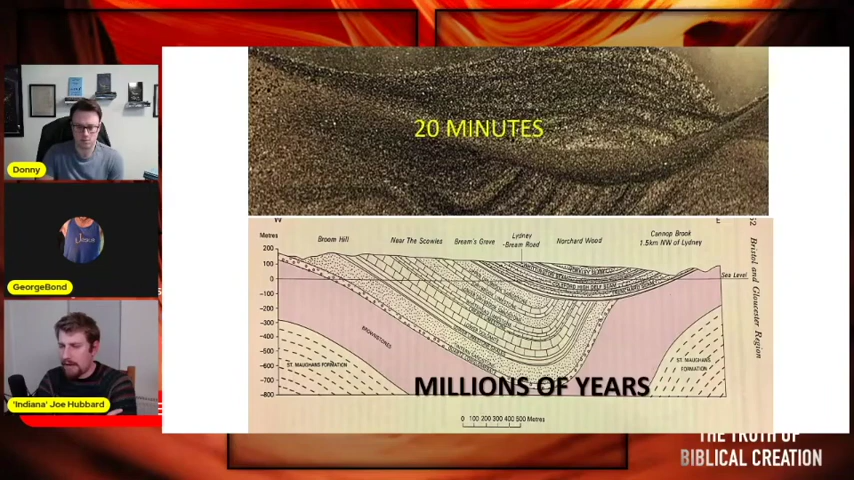 Donny
GeorgeBond
'Indiana' Joe Hubbard
20 MINUTES
W
E
Metres
200
100
0
-100
-200
-300
-400
-500
-600
-700
-800
Broom Hill
Near The Scowles
Bream's Grove
Lydney
-Bream Road
Norchard Wood
Cannop Brook
1.5km NW of Lydney
Sea Level
BROWNSTONES
ST. MAUGHANS FORMATION
ST. MAUGHANS
FORMATION
MILLIONS OF YEARS
0 100 200 300 400 500 Metres
Bristol and Gloucester Region
THE TRUTH OF
BIBLICAL CREATION